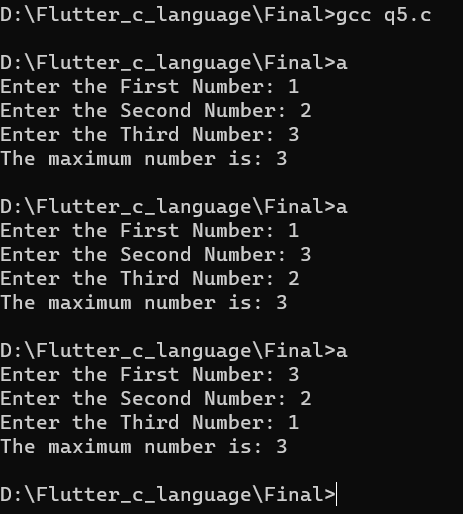 D:\Flutter_c_language\Final>gcc q5.c
D:\Flutter_c_language\Final>a
Enter the First Number: 1
Enter the Second Number: 2
Enter the Third Number: 3
The maximum number is: 3
D:\Flutter_c_language\Final>a
Enter the First Number: 1
Enter the Second Number: 3
Enter the Third Number: 2
The maximum number is: 3
D:\Flutter_c_language\Final>a
Enter the First Number: 3
Enter the Second Number: 2
Enter the Third Number: 1
The maximum number is: 3
D:\Flutter_c_language\Final>